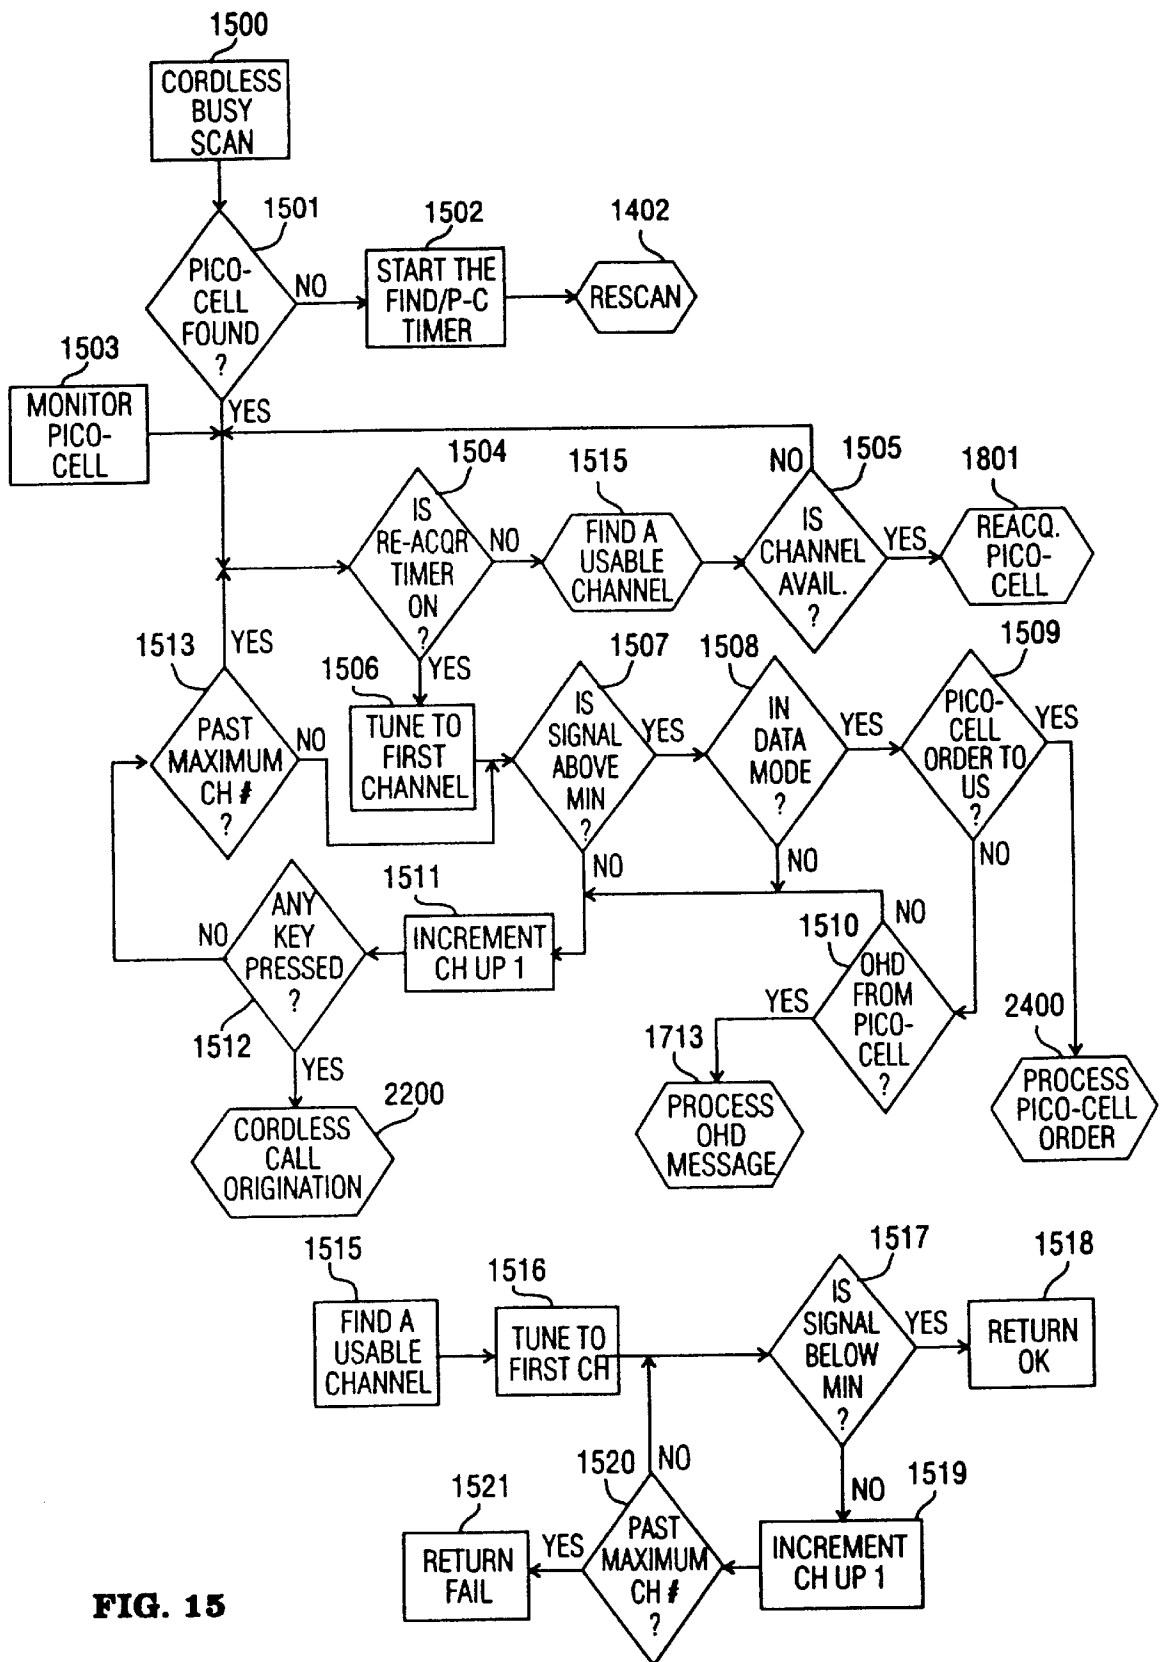 1500
CORDLESS
BUSY
SCAN
1501
PICO-
CELL
FOUND
?
NO
1502
START THE
FIND/P-C
TIMER
1402
RESCAN
1503
MONITOR
PICO-
CELL
YES
1504
IS
RE-ACQR
TIMER
ON
?
NO
1515
FIND A
USABLE
CHANNEL
NO
1505
IS
CHANNEL
AVAIL.
?
YES
1801
REACQ.
PICO-
CELL
YES
1513
PAST
MAXIMUM
CH #
?
NO
YES
1506
TUNE TO
FIRST
CHANNEL
1507
IS
SIGNAL
ABOVE
MIN
?
YES
1508
IN
DATA
MODE
?
YES
1509
PICO-
CELL
ORDER TO
US
?
YES
NO
NO
NO
1511
INCREMENT
CH UP 1
ANY
KEY
PRESSED
?
NO
1512
YES
2200
CORDLESS
CALL
ORIGINATION
NO
1510
OHD
FROM
PICO-
CELL
?
YES
1713
PROCESS
OHD
MESSAGE
2400
PROCESS
PICO-CELL
ORDER
1515
FIND A
USABLE
CHANNEL
1516
TUNE TO
FIRST CH
1517
IS
SIGNAL
BELOW
MIN
?
YES
1518
RETURN
OK
NO
1519
INCREMENT
CH UP 1
1520
NO
PAST
MAXIMUM
CH #
?
YES
1521
RETURN
FAIL
FIG. 15